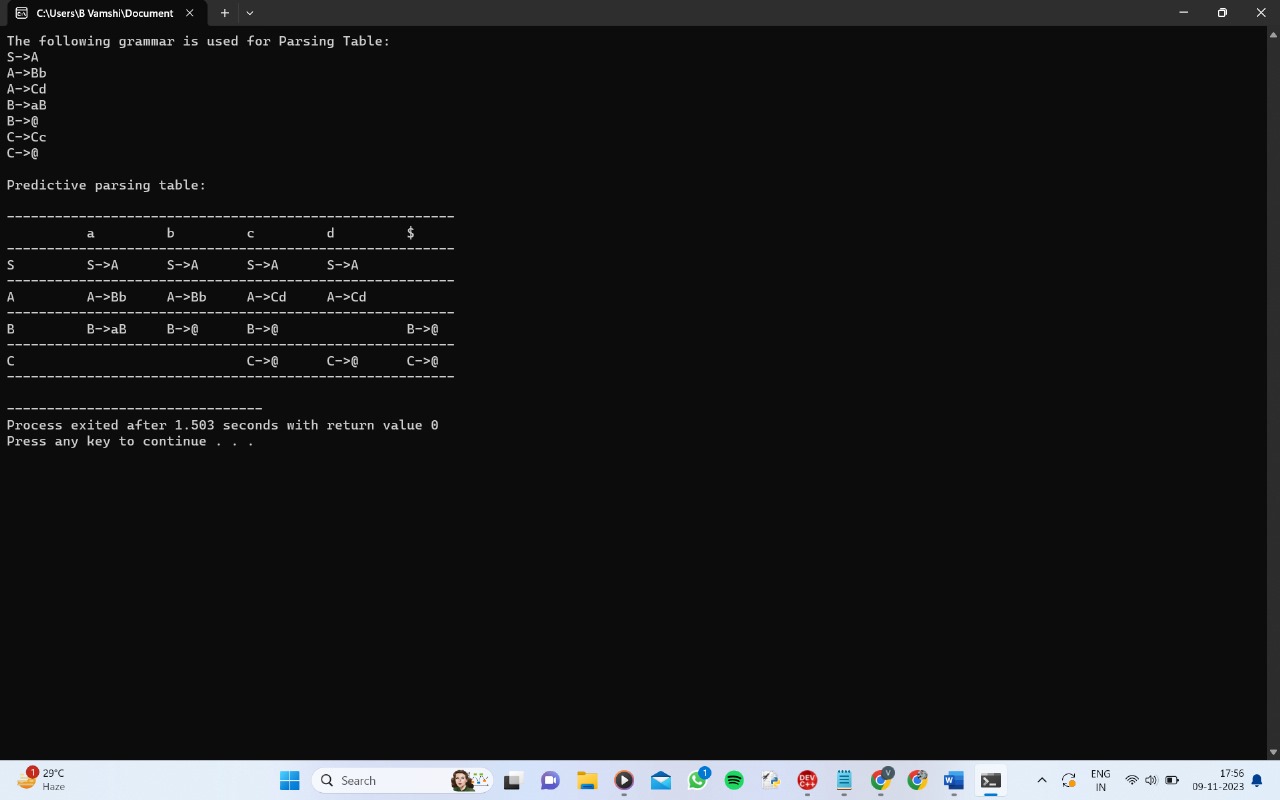 C:\Users\B Vamshi\Document
The following grammar is used for Parsing Table:
S->A
A->Bb
A->Cd
B->aB
B->@
C->Cc
C->@
Predictive parsing table:
--------------------------------------------------------
a b c d $
--------------------------------------------------------
S S->A S->A S->A S->A
--------------------------------------------------------
A A->Bb A->Bb A->Cd A->Cd
--------------------------------------------------------
B B->aB B->@ B->@ B->@
--------------------------------------------------------
C C->@ C->@ C->@
--------------------------------------------------------
--------------------------------
Process exited after 1.503 seconds with return value 0
Press any key to continue . . .
1
29°C
Haze
Search
1
DEV C++
V
W
ENG
IN
17:56
09-11-2023